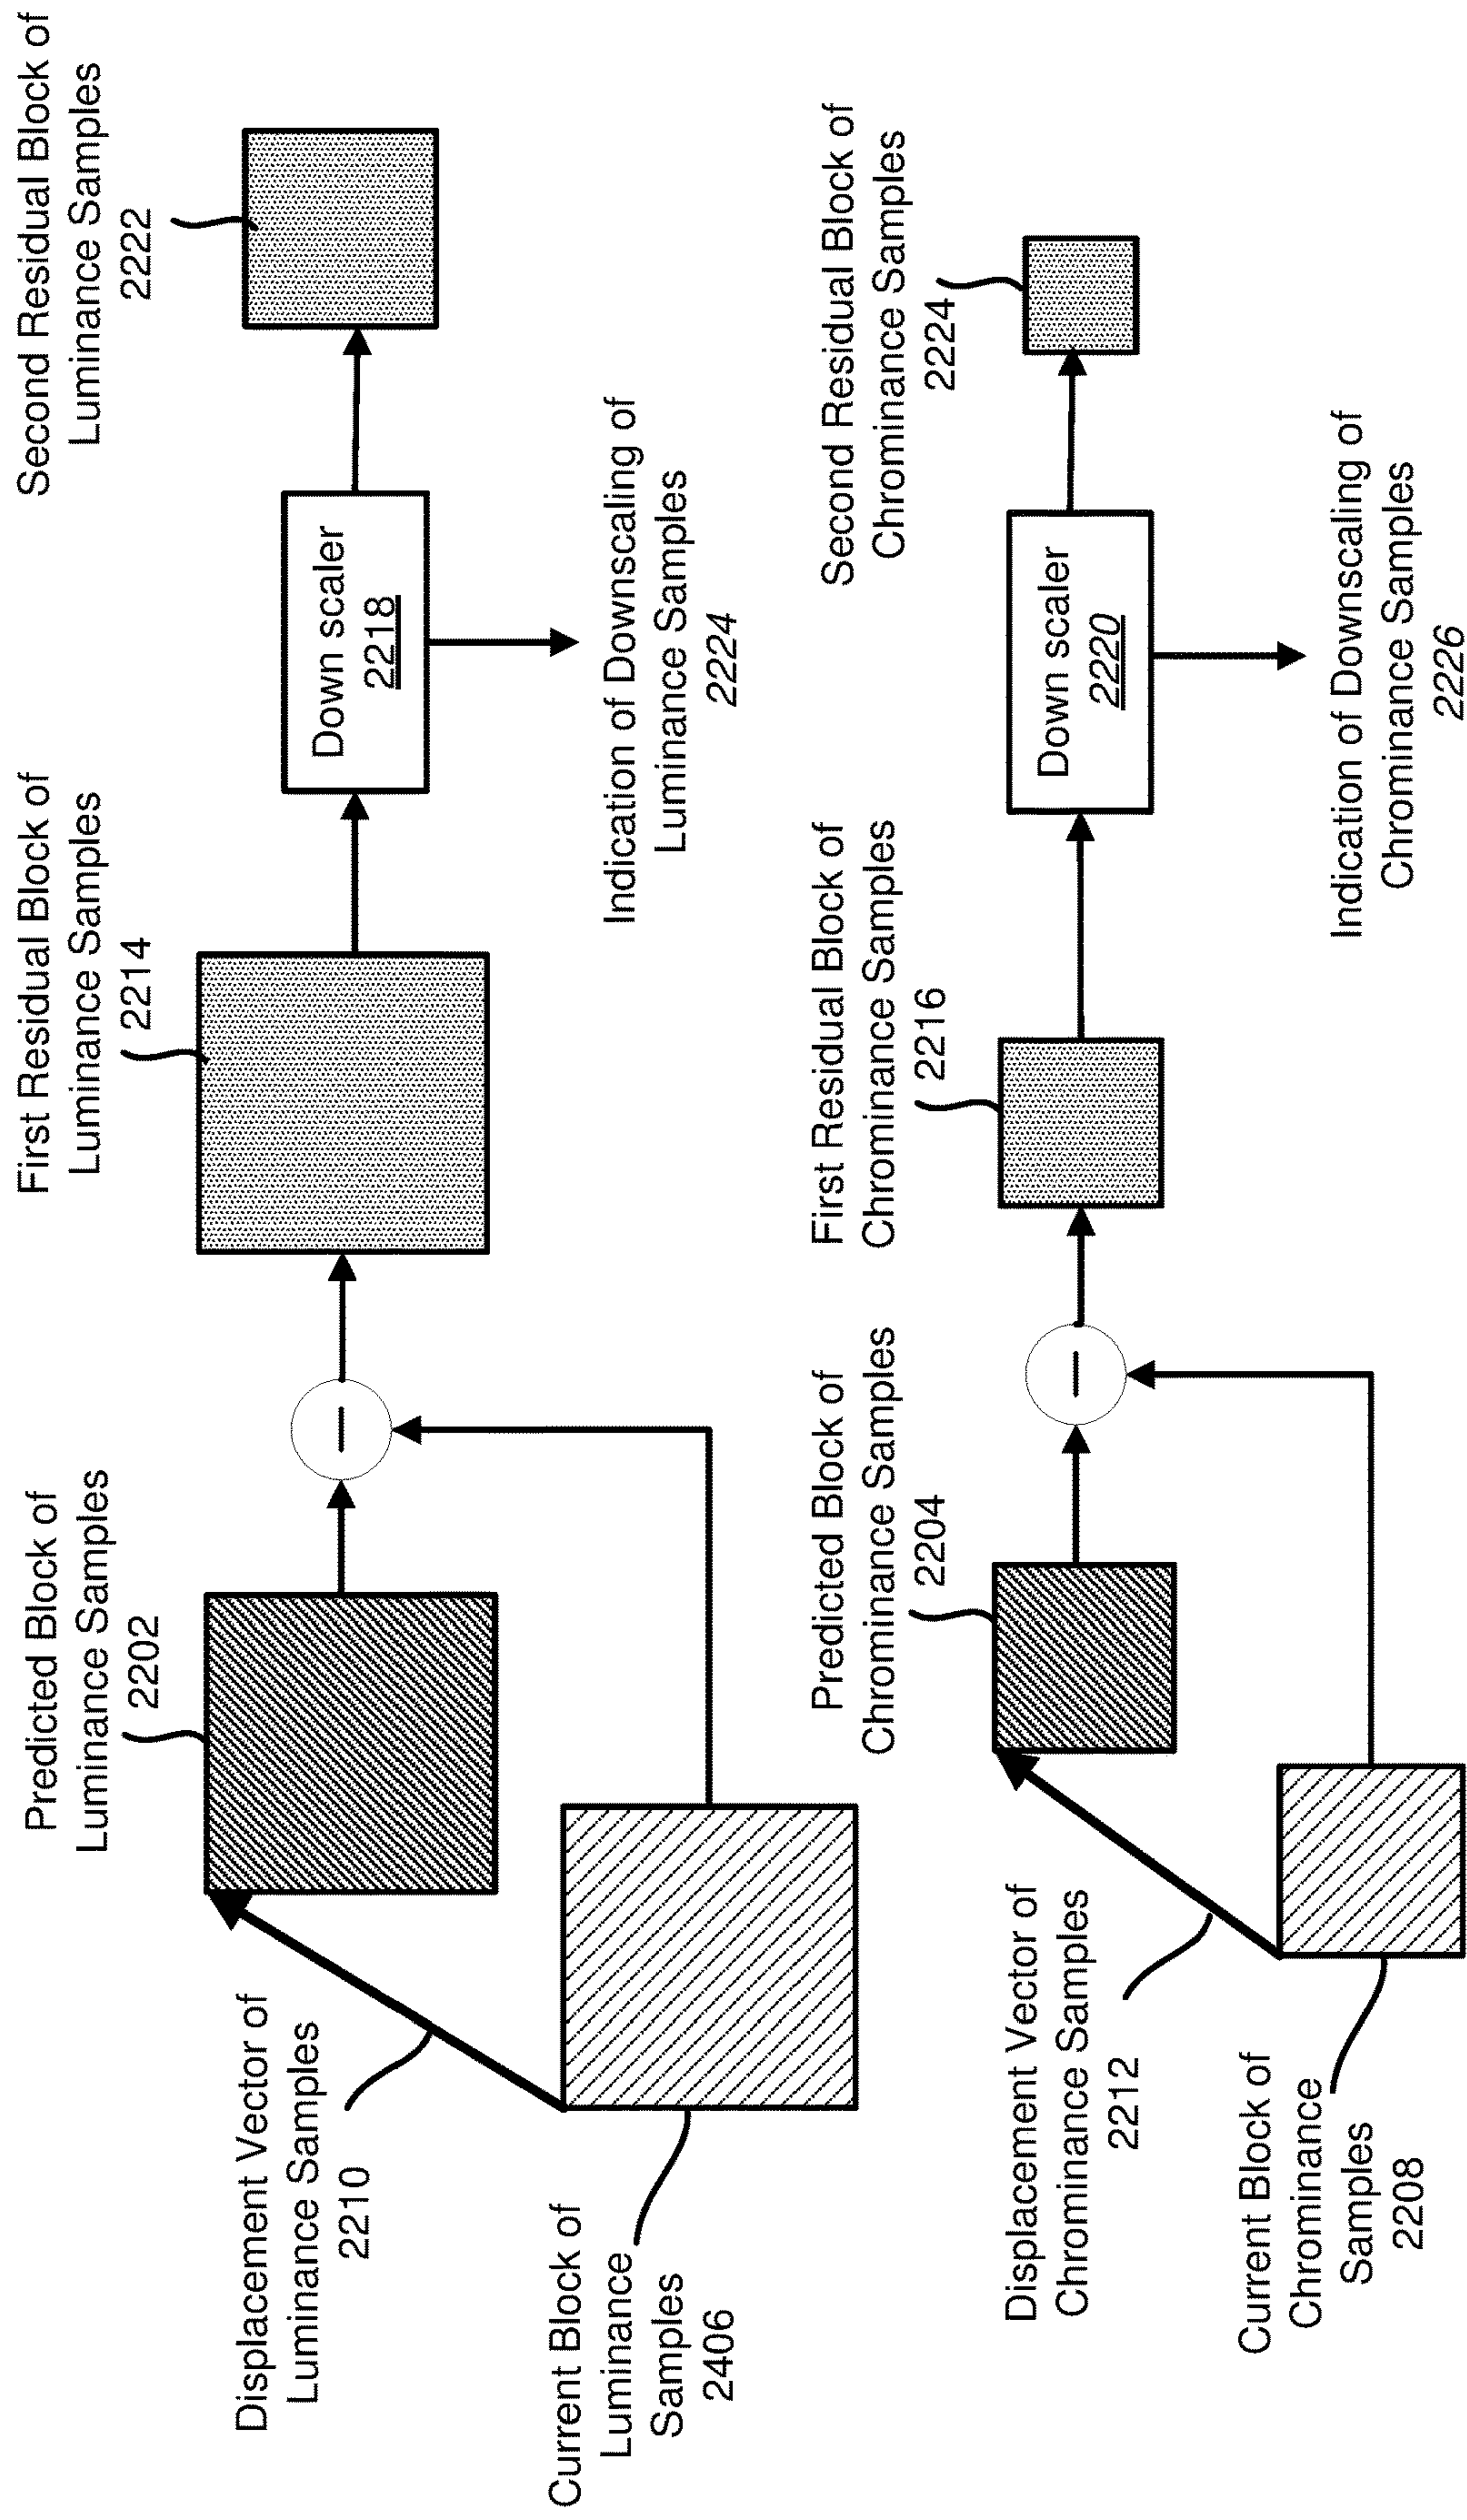 Displacement Vector of
Luminance Samples
2210
Current Block of
Luminance
Samples
2406
Predicted Block of
Luminance Samples
2202
First Residual Block of
Luminance Samples
2214
Down scaler
2218
Indication of Downscaling of
Luminance Samples
2224
Second Residual Block of
Luminance Samples
2222
Displacement Vector of
Chrominance Samples
2212
Current Block of
Chrominance
Samples
2208
Predicted Block of
Chrominance Samples
2204
First Residual Block of
Chrominance Samples
2216
Down scaler
2220
Indication of Downscaling of
Chrominance Samples
2226
Second Residual Block of
Chrominance Samples
2224